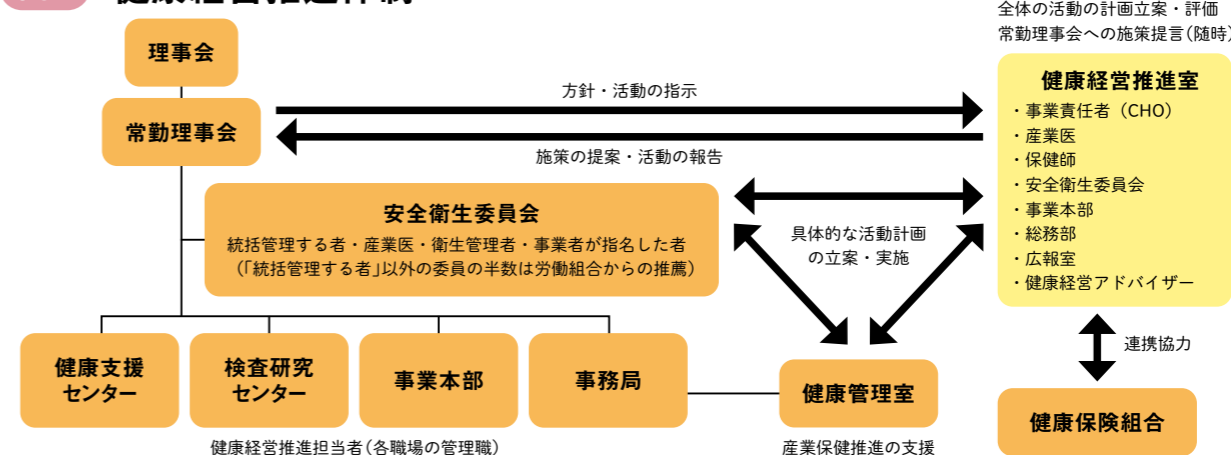 全体の活動の計画立案・評価
常勤理事会への施策提言(随時)
理事会
常勤理事会
方針・活動の指示
施策の提案・活動の報告
健康経営推進室
・事業責任者（CHO）
・産業医
・保健師
・安全衛生委員会
・事業本部
・総務部
・広報室
・健康経営アドバイザー
安全衛生委員会
統括管理する者・産業医・衛生管理者・事業者が指名した者
（「統括管理する者」以外の委員の半数は労働組合からの推薦）
具体的な活動計画
の立案・実施
連携協力
健康支援
センター
検査研究
センター
事業本部
事務局
健康管理室
健康保険組合
健康経営推進担当者（各職場の管理職）
産業保健推進の支援